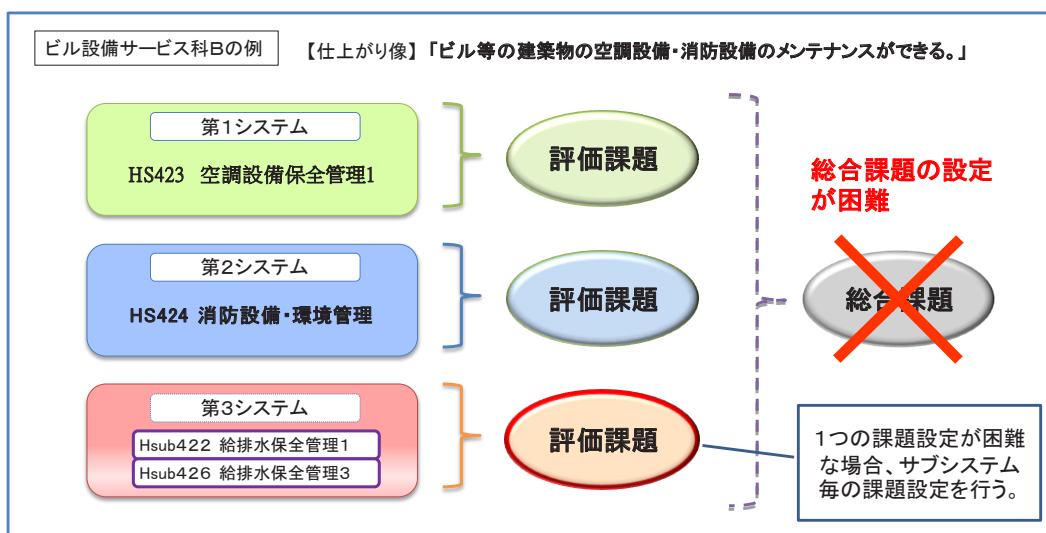 ビル設備サービス科Bの例
【仕上がり像】「ビル等の建築物の空調設備・消防設備のメンテナンスができる。」
第1システム
HS423 空調設備保全管理1
評価課題
第2システム
HS424 消防設備・環境管理
評価課題
第3システム
Hsub422 給排水保全管理1
Hsub426 給排水保全管理3
評価課題
総合課題の設定
が困難
総合課題
1つの課題設定が困難
な場合、サブシステム
毎の課題設定を行う。